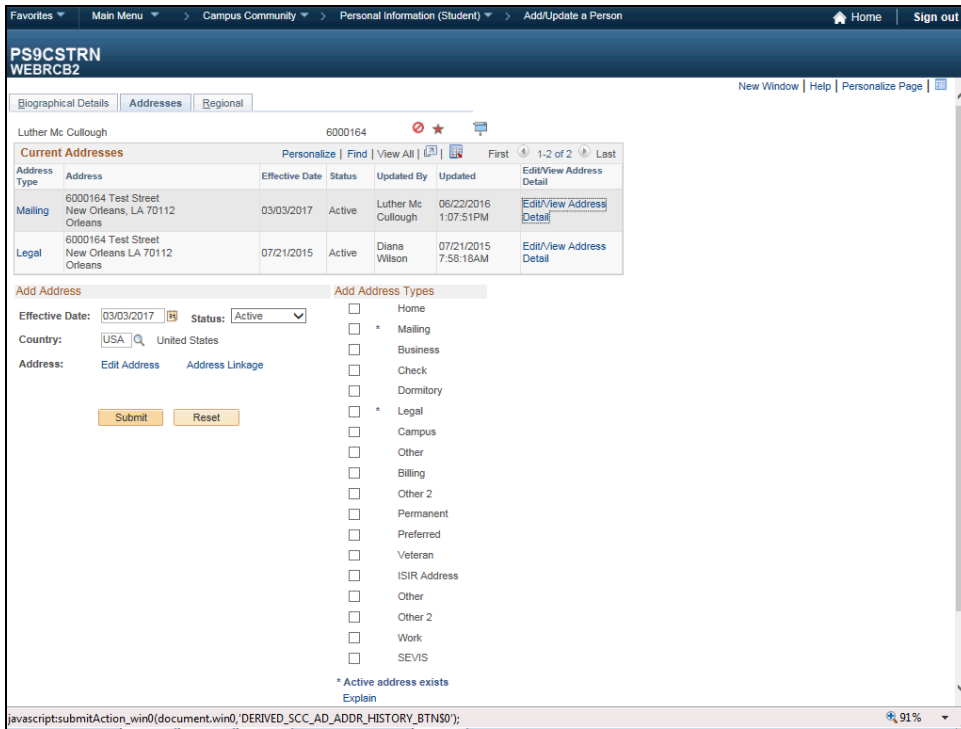 Favorites Main Menu > Campus Community > Personal Information (Student) > Add/Update a Person Home Sign out
PS9CSTRN
WEBRCB2
New Window | Help | Personalize Page |
Biographical Details Addresses Regional
Luther Mc Cullough 6000164
Current Addresses Personalize | Find | View All | | First 1-2 of 2 Last
Address Type Address Effective Date Status Updated By Updated Edit/View Address Detail
Mailing 6000164 Test Street
New Orleans, LA 70112
Orleans
03/03/2017 Active Luther Mc Cullough 06/22/2016 1:07:51PM Edit/View Address Detail
Legal 6000164 Test Street
New Orleans LA 70112
Orleans
07/21/2015 Active Diana Wilson 07/21/2015 7:58:18AM Edit/View Address Detail
Add Address
Effective Date: 03/03/2017 31 Status: Active
Country: USA United States
Address: Edit Address Address Linkage
Submit Reset
Add Address Types
Home
* Mailing
Business
Check
Dormitory
* Legal
Campus
Other
Billing
Other 2
Permanent
Preferred
Veteran
ISIR Address
Other
Other 2
Work
SEVIS
* Active address exists
Explain
javascript:submitAction_win0(document.win0,'DERIVED_SCC_AD_ADDR_HISTORY_BTN$0'); 91%